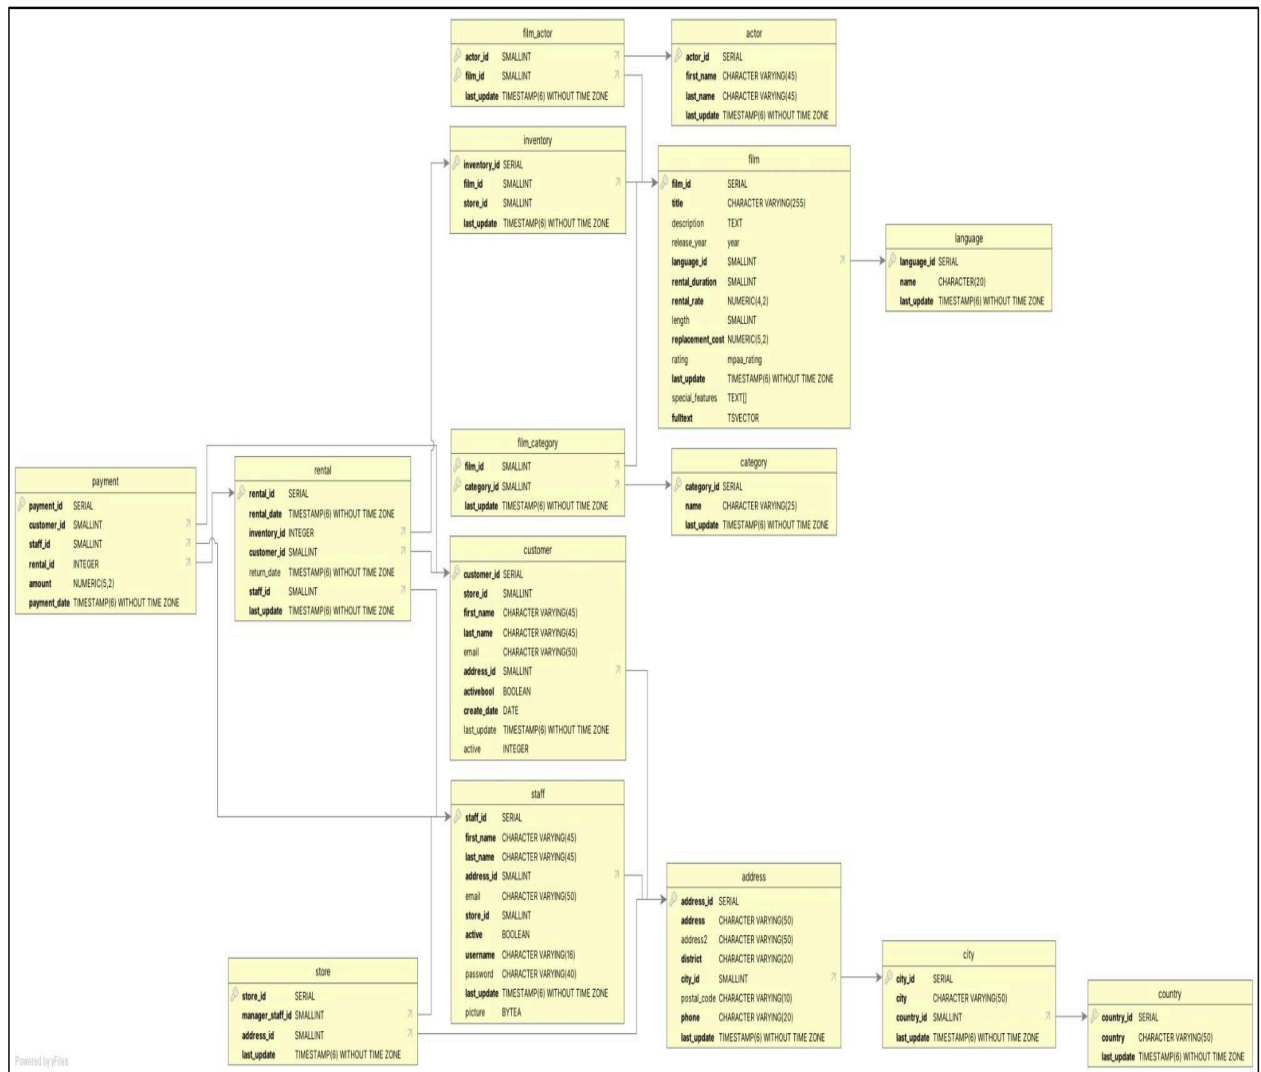 film_actor
actor_id SMALLINT
film_id SMALLINT
last_update TIMESTAMP(6) WITHOUT TIME ZONE
actor
actor_id SERIAL
first_name CHARACTER VARYING(45)
last_name CHARACTER VARYING(45)
last_update TIMESTAMP(6) WITHOUT TIME ZONE
inventory
inventory_id SERIAL
film_id SMALLINT
store_id SMALLINT
last_update TIMESTAMP(6) WITHOUT TIME ZONE
film
film_id SERIAL
title CHARACTER VARYING(255)
description TEXT
release_year year
language_id SMALLINT
rental_duration SMALLINT
rental_rate NUMERIC(4,2)
length SMALLINT
replacement_cost NUMERIC(5,2)
rating mpaa_rating
last_update TIMESTAMP(6) WITHOUT TIME ZONE
special_features TEXT[]
fulltext TSVECTOR
language
language_id SERIAL
name CHARACTER(20)
last_update TIMESTAMP(6) WITHOUT TIME ZONE
film_category
film_id SMALLINT
category_id SMALLINT
last_update TIMESTAMP(6) WITHOUT TIME ZONE
category
category_id SERIAL
name CHARACTER VARYING(25)
last_update TIMESTAMP(6) WITHOUT TIME ZONE
payment
payment_id SERIAL
customer_id SMALLINT
staff_id SMALLINT
rental_id INTEGER
amount NUMERIC(5,2)
payment_date TIMESTAMP(6) WITHOUT TIME ZONE
rental
rental_id SERIAL
rental_date TIMESTAMP(6) WITHOUT TIME ZONE
inventory_id INTEGER
customer_id SMALLINT
return_date TIMESTAMP(6) WITHOUT TIME ZONE
staff_id SMALLINT
last_update TIMESTAMP(6) WITHOUT TIME ZONE
customer
customer_id SERIAL
store_id SMALLINT
first_name CHARACTER VARYING(45)
last_name CHARACTER VARYING(45)
email CHARACTER VARYING(50)
address_id SMALLINT
activebool BOOLEAN
create_date DATE
last_update TIMESTAMP(6) WITHOUT TIME ZONE
active INTEGER
staff
staff_id SERIAL
first_name CHARACTER VARYING(45)
last_name CHARACTER VARYING(45)
address_id SMALLINT
email CHARACTER VARYING(50)
store_id SMALLINT
active BOOLEAN
username CHARACTER VARYING(16)
password CHARACTER VARYING(40)
last_update TIMESTAMP(6) WITHOUT TIME ZONE
picture BYTEA
address
address_id SERIAL
address CHARACTER VARYING(50)
address2 CHARACTER VARYING(50)
district CHARACTER VARYING(20)
city_id SMALLINT
postal_code CHARACTER VARYING(10)
phone CHARACTER VARYING(20)
last_update TIMESTAMP(6) WITHOUT TIME ZONE
store
store_id SERIAL
manager_staff_id SMALLINT
address_id SMALLINT
last_update TIMESTAMP(6) WITHOUT TIME ZONE
city
city_id SERIAL
city CHARACTER VARYING(50)
country_id SMALLINT
last_update TIMESTAMP(6) WITHOUT TIME ZONE
country
country_id SERIAL
country CHARACTER VARYING(50)
last_update TIMESTAMP(6) WITHOUT TIME ZONE
Powered by yFiles